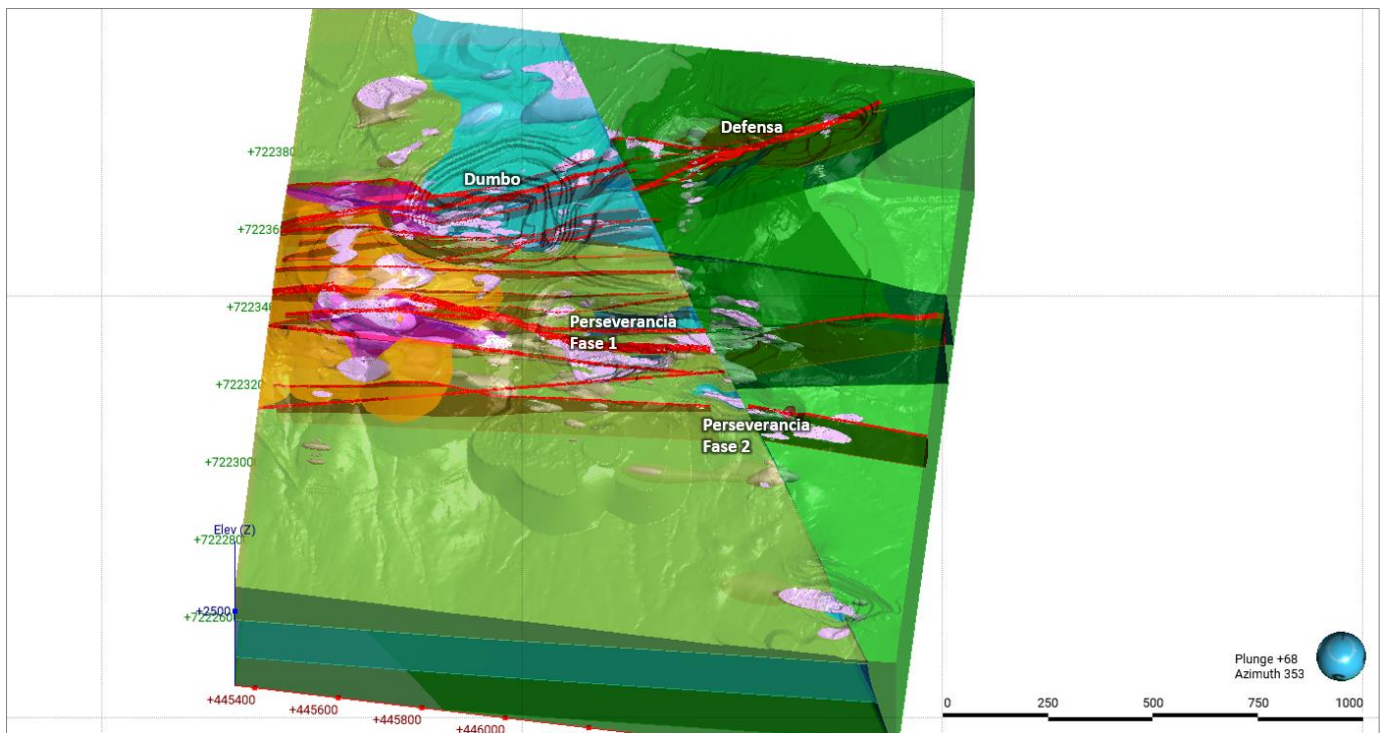 Defensa
+722380
Dumbo
+72236
+72234
Perseverancia
Fase 1
+722320
Perseverancia
Fase 2
+722300
Elev (Z)
+722280
+2500
+722260
Plunge +68
Azimuth 353
+445400
+445600
+445800
+446000
0 250 500 750 1000